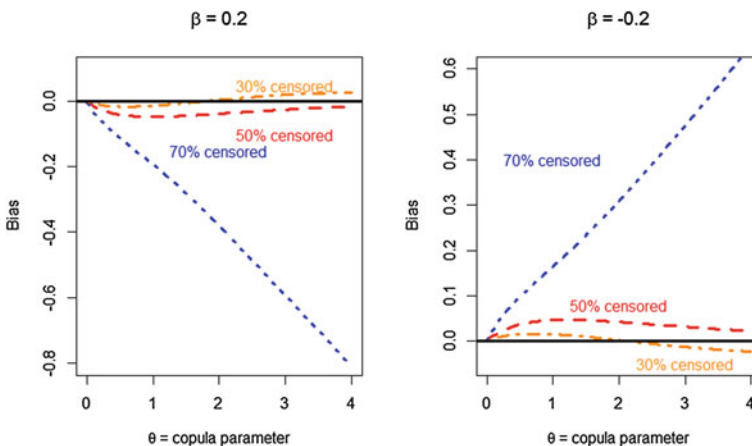 β = 0.2
Bias
0.0
-0.2
-0.4
-0.6
-0.8
30% censored
50% censored
70% censored
0 1 2 3 4
θ = copula parameter
β = -0.2
Bias
0.6
0.5
0.4
0.3
0.2
0.1
0.0
70% censored
50% censored
30% censored
0 1 2 3 4
θ = copula parameter